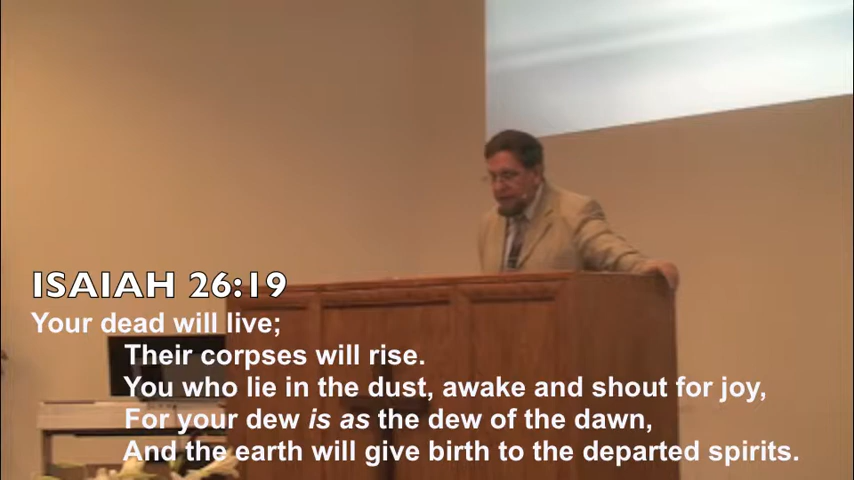 ISAIAH 26:19
Your dead will live;
Their corpses will rise.
You who lie in the dust, awake and shout for joy,
For your dew is as the dew of the dawn,
And the earth will give birth to the departed spirits.